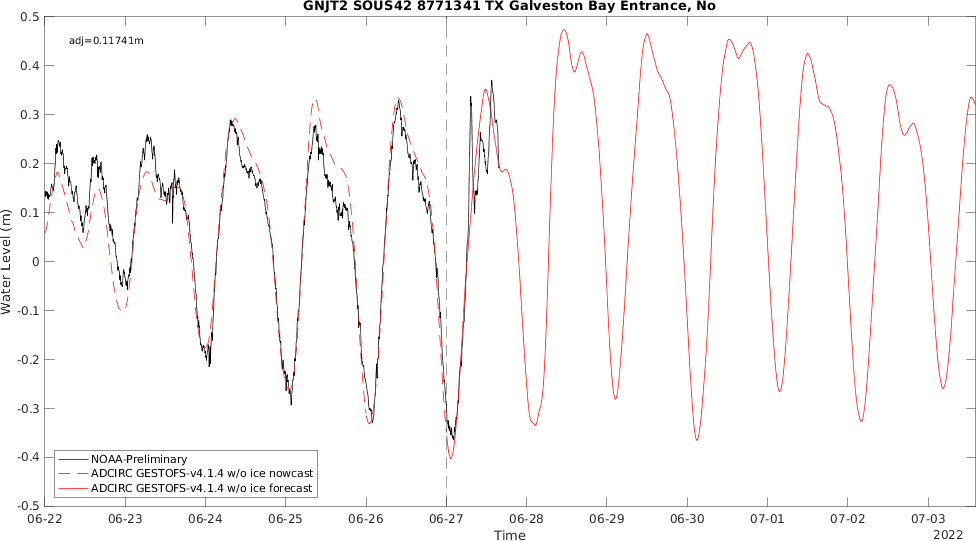 GNJT2 SOUS42 8771341 TX Galveston Bay Entrance, No
adj=0.11741m
0.5
0.4
0.3
0.2
0.1
0
-0.1
-0.2
-0.3
-0.4
-0.5
Water Level (m)
NOAA-Preliminary
ADCIRC GESTOFS-v4.1.4 w/o ice nowcast
ADCIRC GESTOFS-v4.1.4 w/o ice forecast
06-22 06-23 06-24 06-25 06-26 06-27 06-28 06-29 06-30 07-01 07-02 07-03
Time
2022